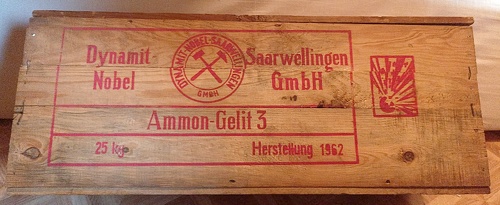 Dynamit-
Nobel
DYNAMIT-NOBEL-SAARWELLINGEN
GMBH
Saarwellingen
GmbH
Ammon-Gelit 3
25 kg
Herstellung 1962